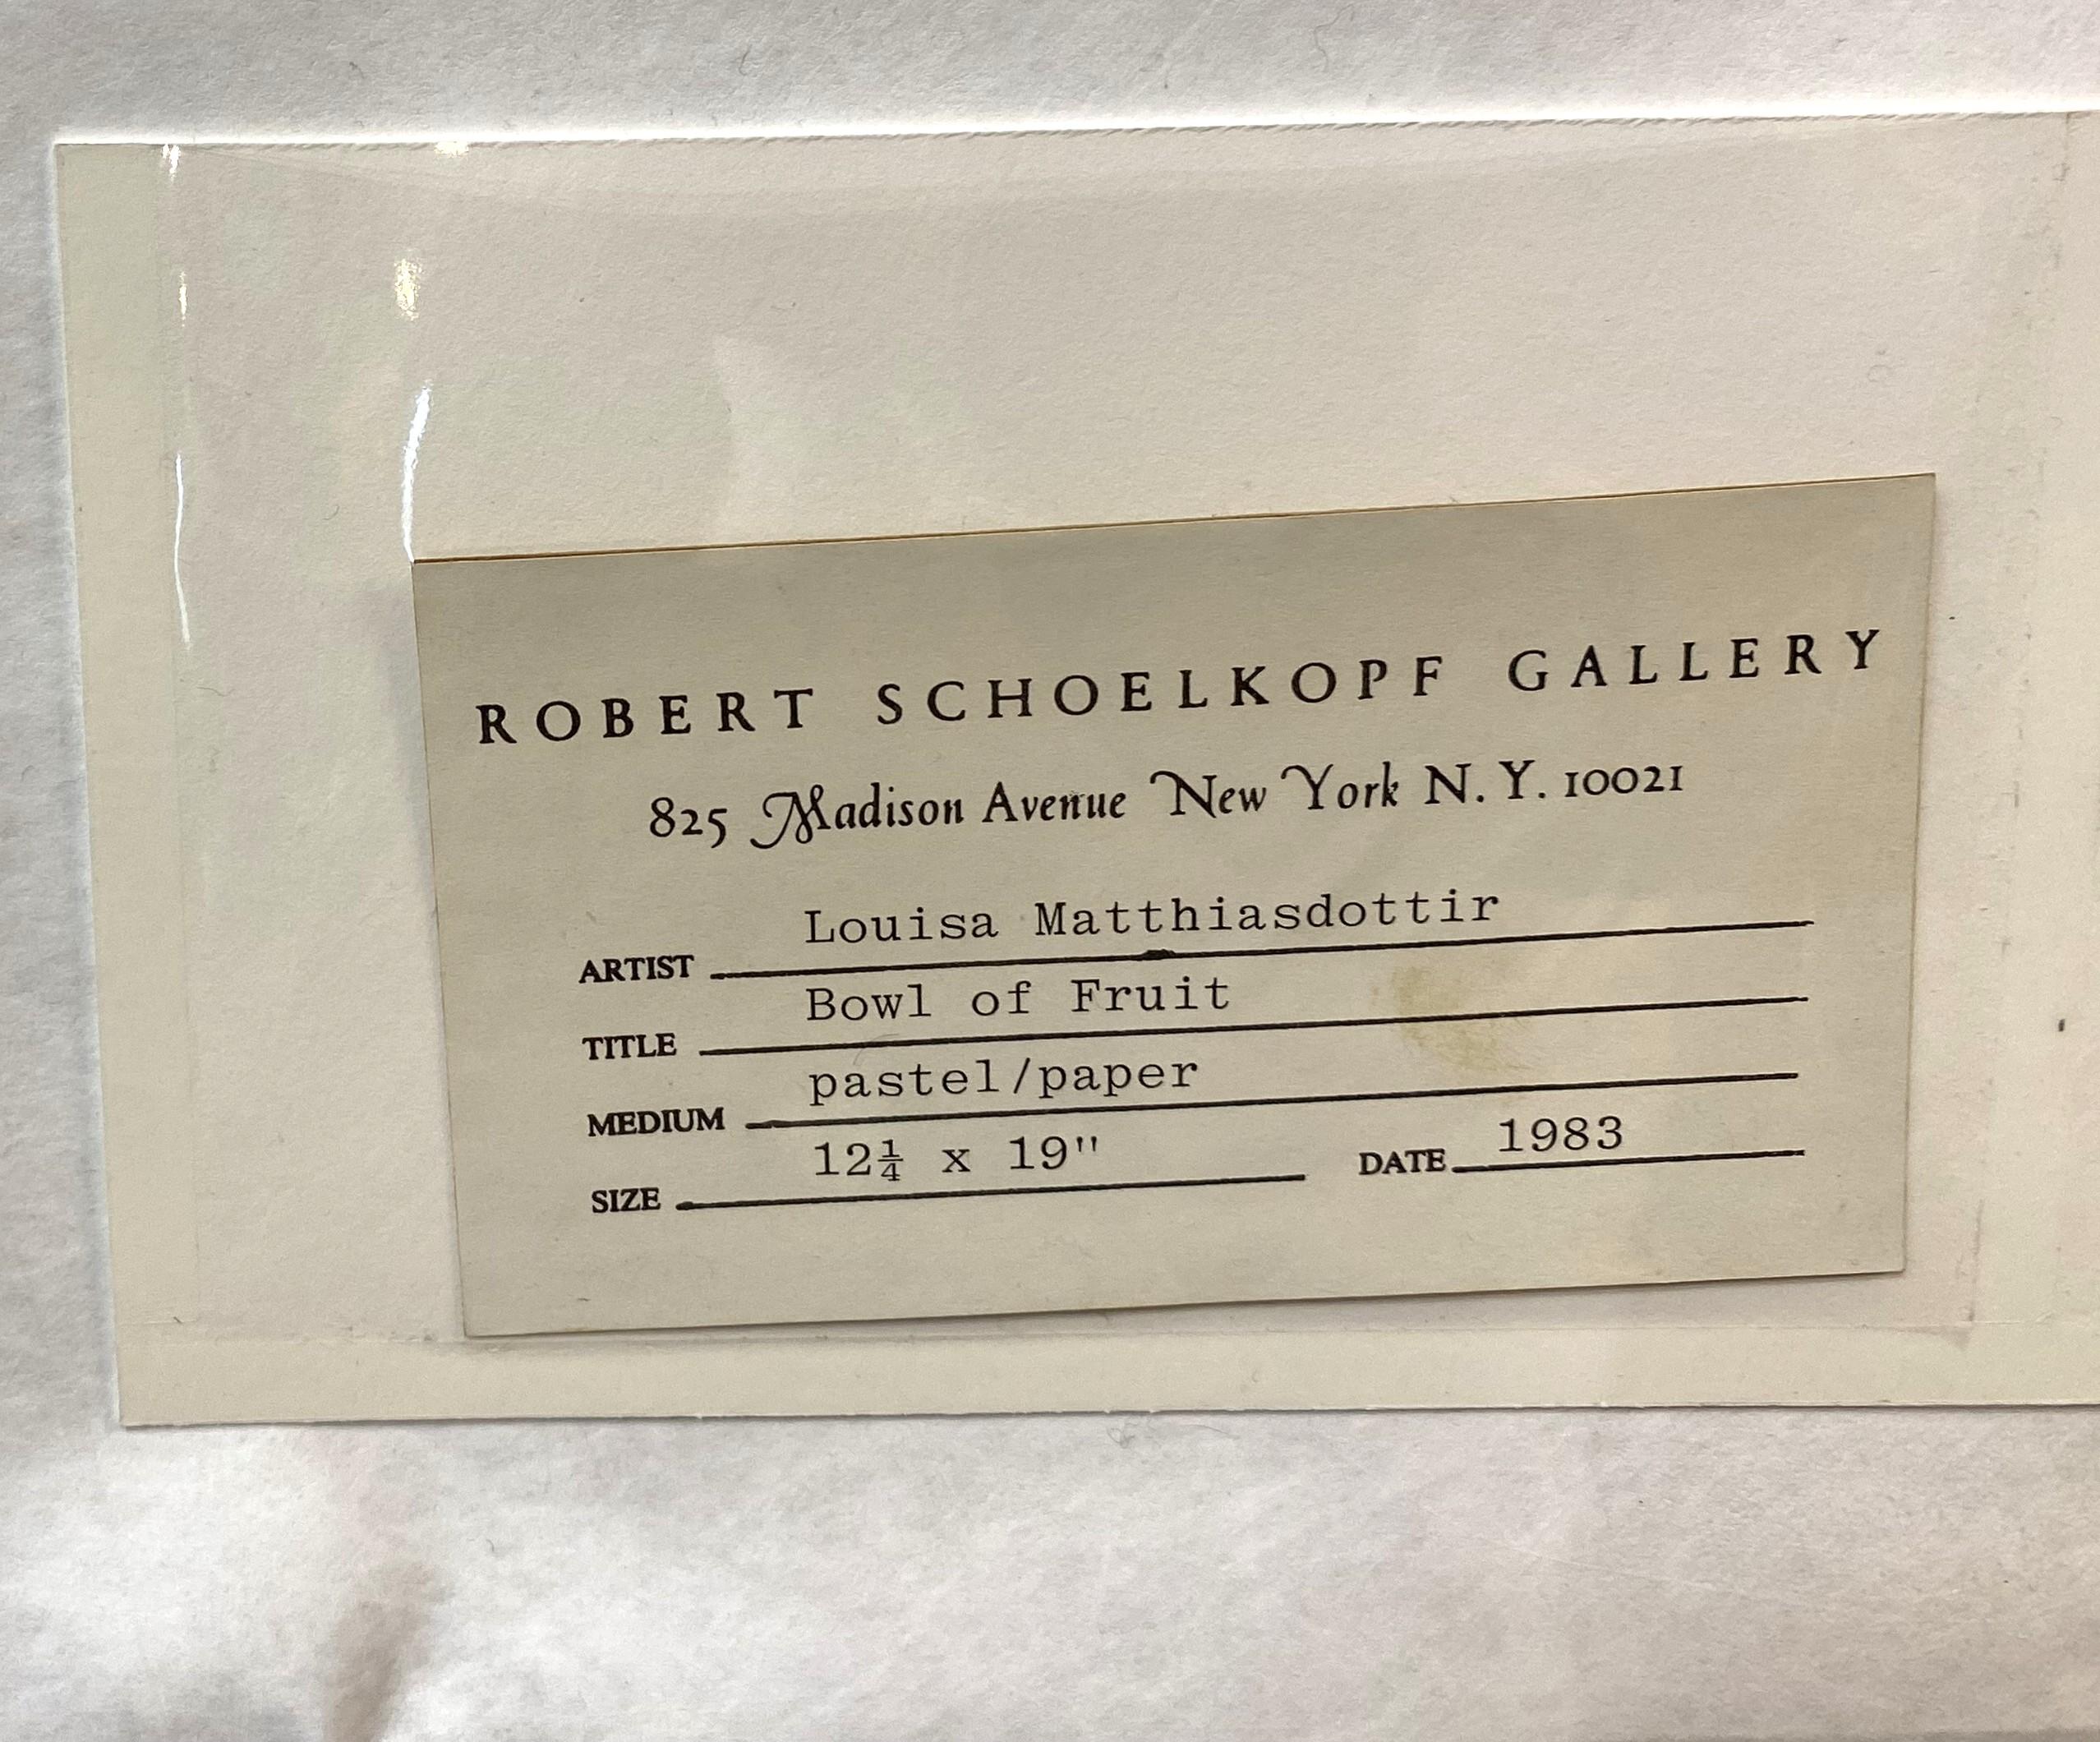 ROBERT SCHOELKOPF GALLERY
825 Madison Avenue New York N.Y. 10021
ARTIST Louisa Matthiasdottir
TITLE Bowl of Fruit
MEDIUM pastel/paper
SIZE 12¼ x 19" DATE 1983